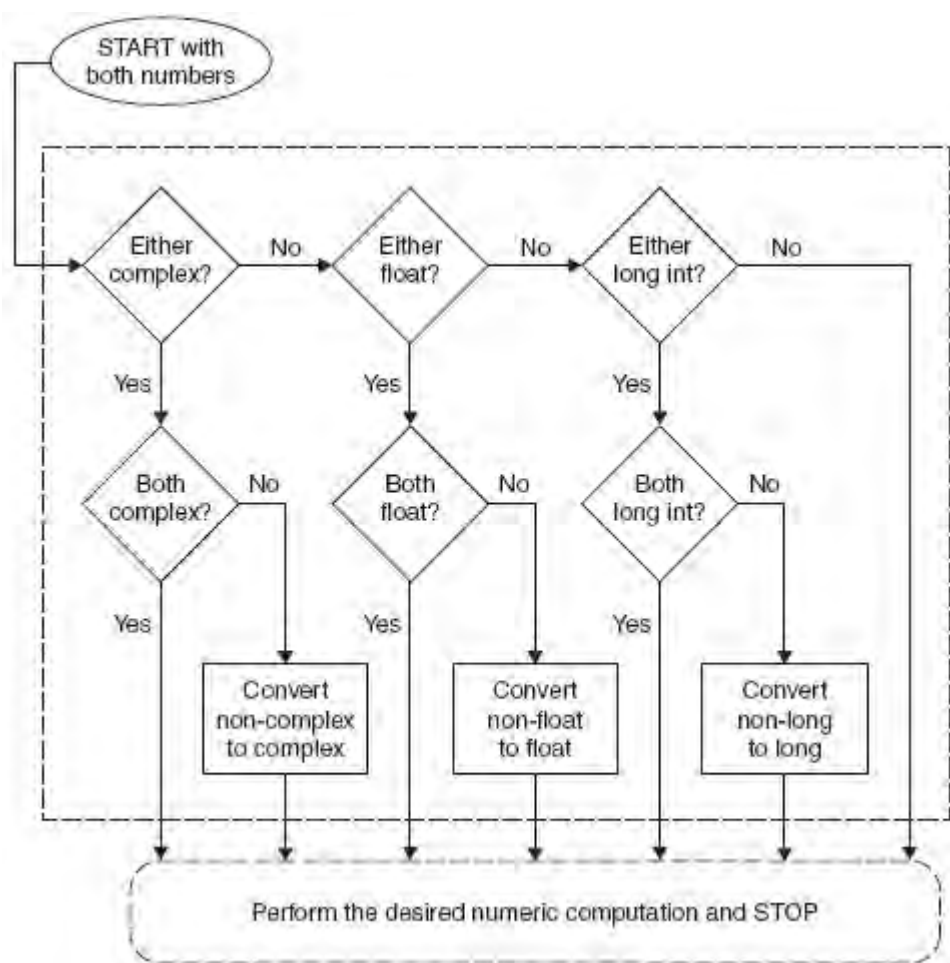 START with
both numbers
Either
complex?
No
Either
float?
No
Either
long int?
No
Yes
Yes
Yes
Both
complex?
No
Both
float?
No
Both
long int?
No
Yes
Yes
Yes
Convert
non-complex
to complex
Convert
non-float
to float
Convert
non-long
to long
Perform the desired numeric computation and STOP